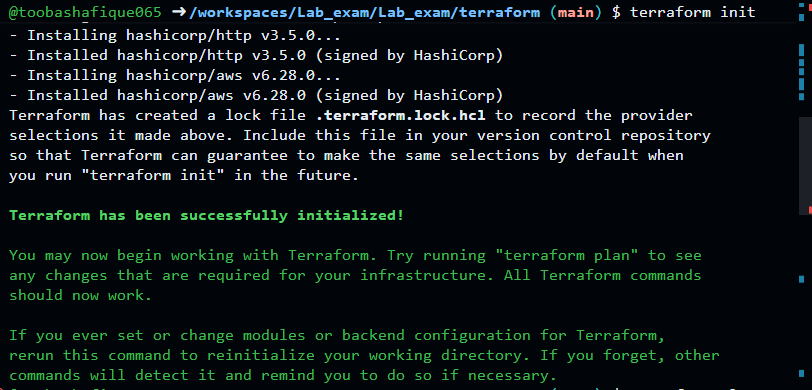 @toobashafique065 ➜/workspaces/Lab_exam/Lab_exam/terraform (main) $ terraform init
- Installing hashicorp/http v3.5.0...
- Installed hashicorp/http v3.5.0 (signed by HashiCorp)
- Installing hashicorp/aws v6.28.0...
- Installed hashicorp/aws v6.28.0 (signed by HashiCorp)
Terraform has created a lock file .terraform.lock.hcl to record the provider
selections it made above. Include this file in your version control repository
so that Terraform can guarantee to make the same selections by default when
you run "terraform init" in the future.
Terraform has been successfully initialized!
You may now begin working with Terraform. Try running "terraform plan" to see
any changes that are required for your infrastructure. All Terraform commands
should now work.
If you ever set or change modules or backend configuration for Terraform,
rerun this command to reinitialize your working directory. If you forget, other
commands will detect it and remind you to do so if necessary.